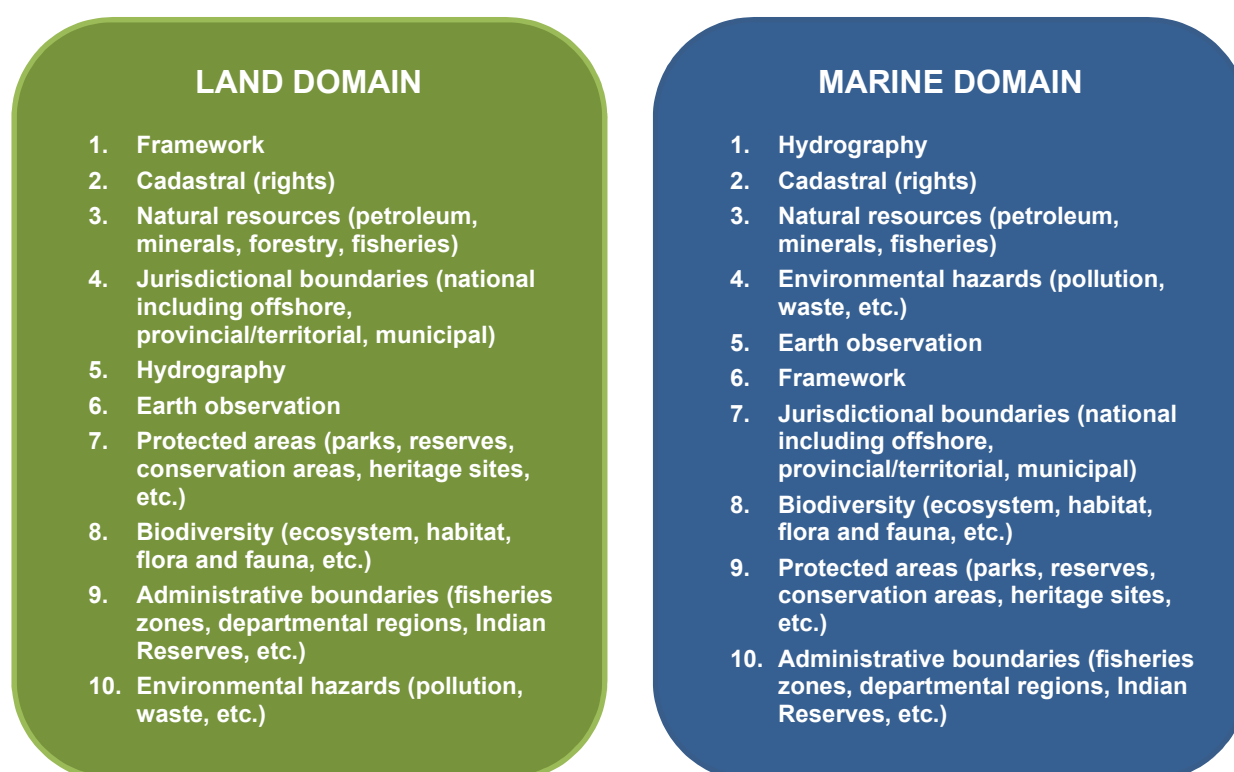 LAND DOMAIN
1. Framework
2. Cadastral (rights)
3. Natural resources (petroleum,
minerals, forestry, fisheries)
4. Jurisdictional boundaries (national
including offshore,
provincial/territorial, municipal)
5. Hydrography
6. Earth observation
7. Protected areas (parks, reserves,
conservation areas, heritage sites,
etc.)
8. Biodiversity (ecosystem, habitat,
flora and fauna, etc.)
9. Administrative boundaries (fisheries
zones, departmental regions, Indian
Reserves, etc.)
10. Environmental hazards (pollution,
waste, etc.)
MARINE DOMAIN
1. Hydrography
2. Cadastral (rights)
3. Natural resources (petroleum,
minerals, fisheries)
4. Environmental hazards (pollution,
waste, etc.)
5. Earth observation
6. Framework
7. Jurisdictional boundaries (national
including offshore,
provincial/territorial, municipal)
8. Biodiversity (ecosystem, habitat,
flora and fauna, etc.)
9. Protected areas (parks, reserves,
conservation areas, heritage sites,
etc.)
10. Administrative boundaries (fisheries
zones, departmental regions, Indian
Reserves, etc.)